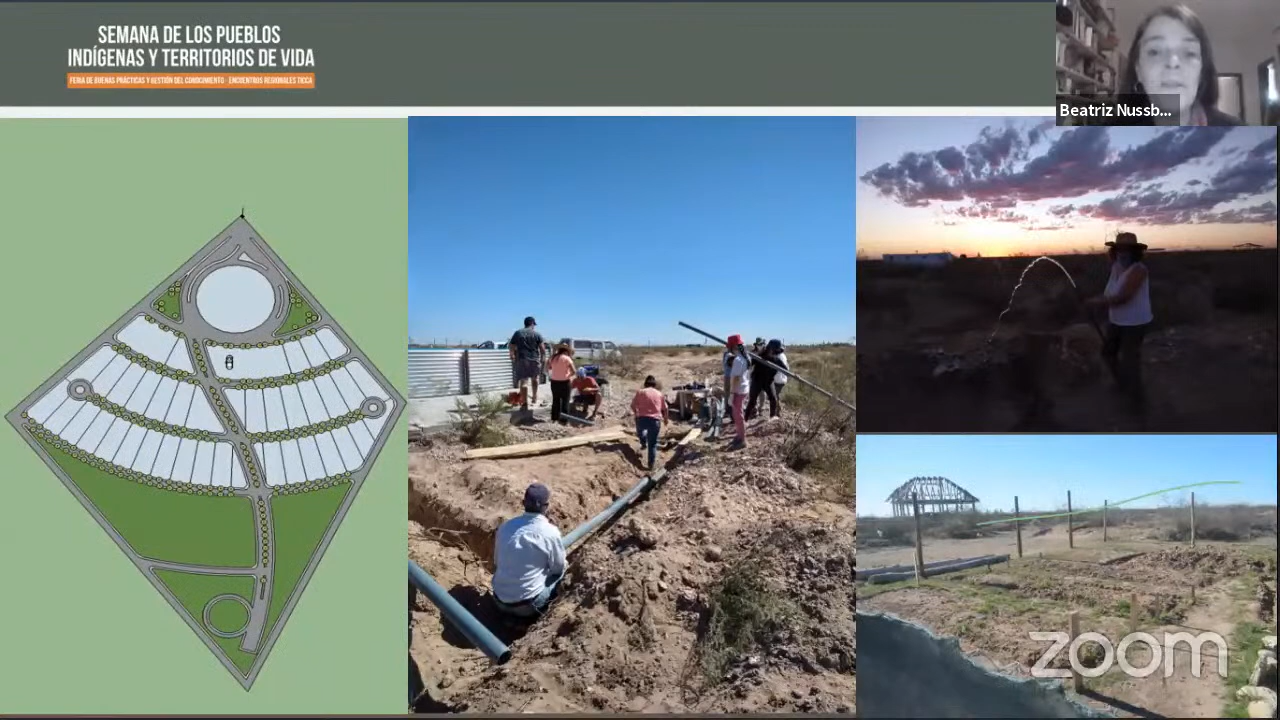 SEMANA DE LOS PUEBLOS
INDÍGENAS Y TERRITORIOS DE VIDA
FERIA DE BUENAS PRÁCTICAS Y GESTIÓN DEL CONOCIMIENTO - ENCUENTROS REGIONALES TICCA
Beatriz Nussb...
zoom